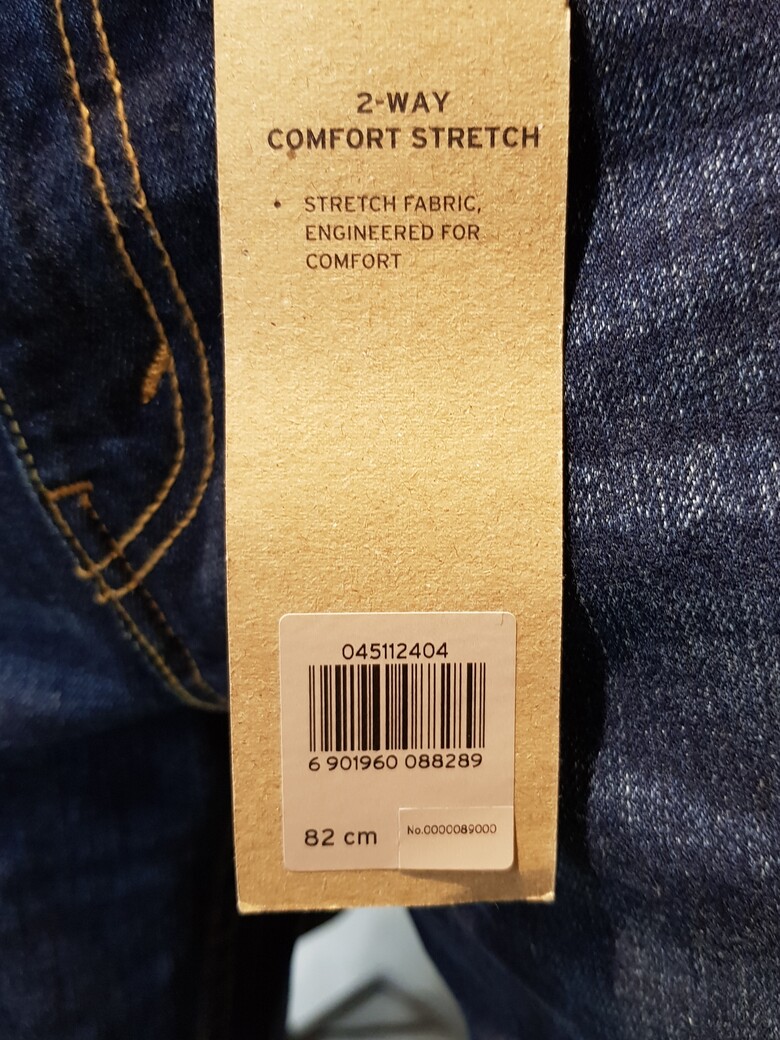 2-WAY
COMFORT STRETCH
• STRETCH FABRIC,
ENGINEERED FOR
COMFORT
045112404
6 901960 088289
82 cm
No.0000089000